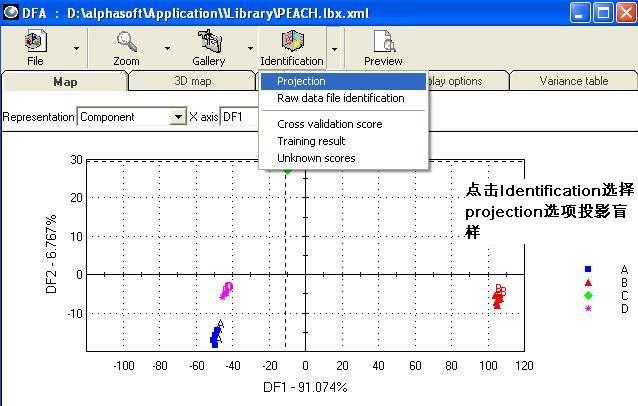 DFA : D:\alphasoft\Application\\Library\PEACH.lbx.xml
File Zoom Gallery Identification Preview
Map 3D map play options Variance table
Projection
Raw data file identification
Cross validation score
Training result
Unknown scores
Representation Component X axis DF1
点击Identification选择
projection选项投影盲
样
DF2 - 6.767%
30
20
10
0
-10
-100 -80 -60 -40 -20 0 20 40 60 80 100 120
DF1 - 91.074%
A
B
C
D